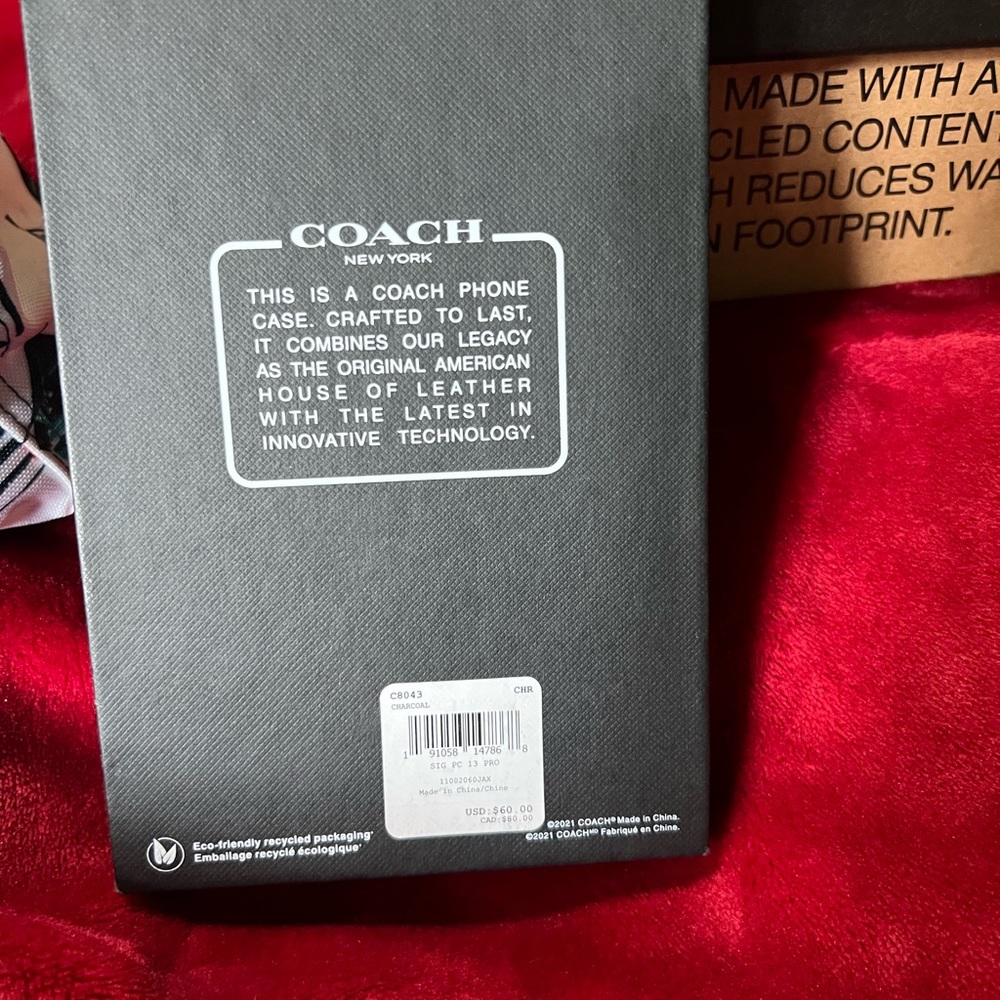 COACH
NEW YORK
THIS IS A COACH PHONE
CASE. CRAFTED TO LAST,
IT COMBINES OUR LEGACY
AS THE ORIGINAL AMERICAN
HOUSE OF LEATHER
WITH THE LATEST IN
INNOVATIVE TECHNOLOGY.
MADE WITH A
CLED CONTENT
H REDUCES WA
N FOOTPRINT.
C8043 CHR
CHARCOAL
1 91058 14786 8
SIG PC 13 PRO
11002060JAX
Made in China/Chine
USD:$60.00
CAD:$80.00
Eco-friendly recycled packaging*
Emballage recyclé écologique*
©2021 COACH® Made in China.
©2021 COACHᴹᴰ Fabriqué en Chine.